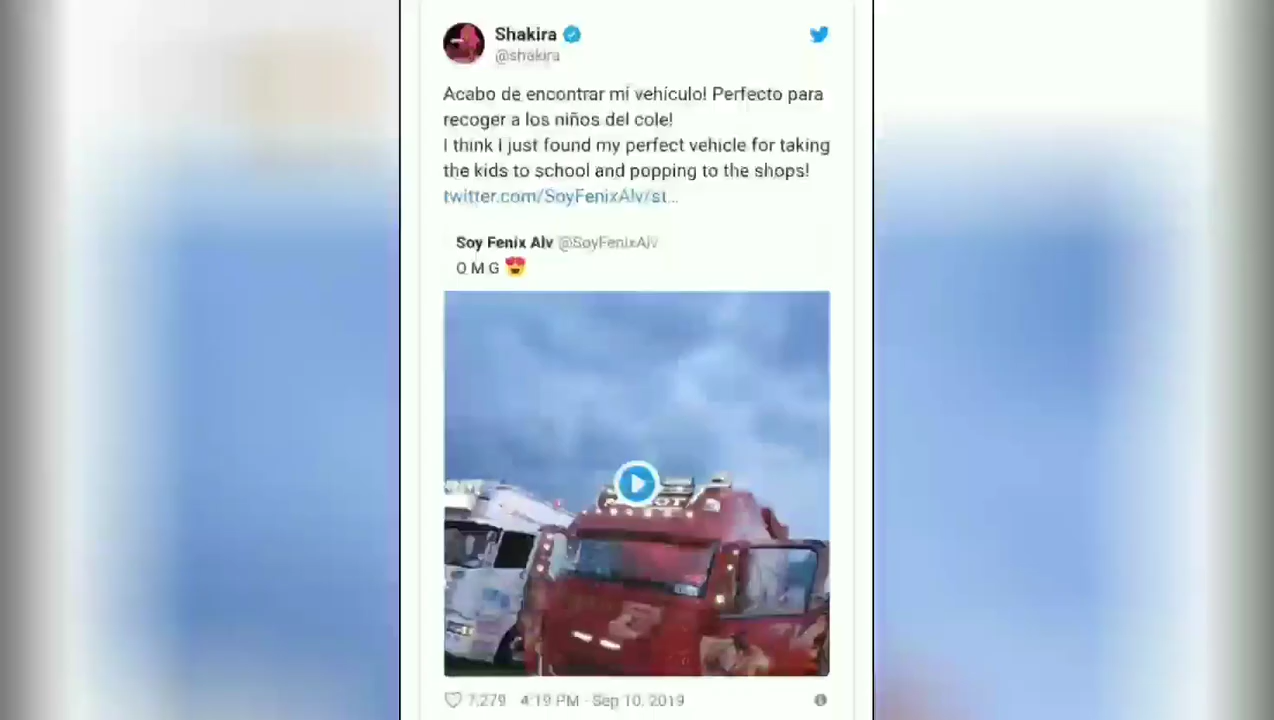 Shakira
@shakira
Acabo de encontrar mi vehículo! Perfecto para
recoger a los niños del cole!
I think I just found my perfect vehicle for taking
the kids to school and popping to the shops!
twitter.com/SoyFenixAlv/st…
Soy Fenix Alv @SoyFenixAlv
O M G
7,279 4:19 PM - Sep 10, 2019